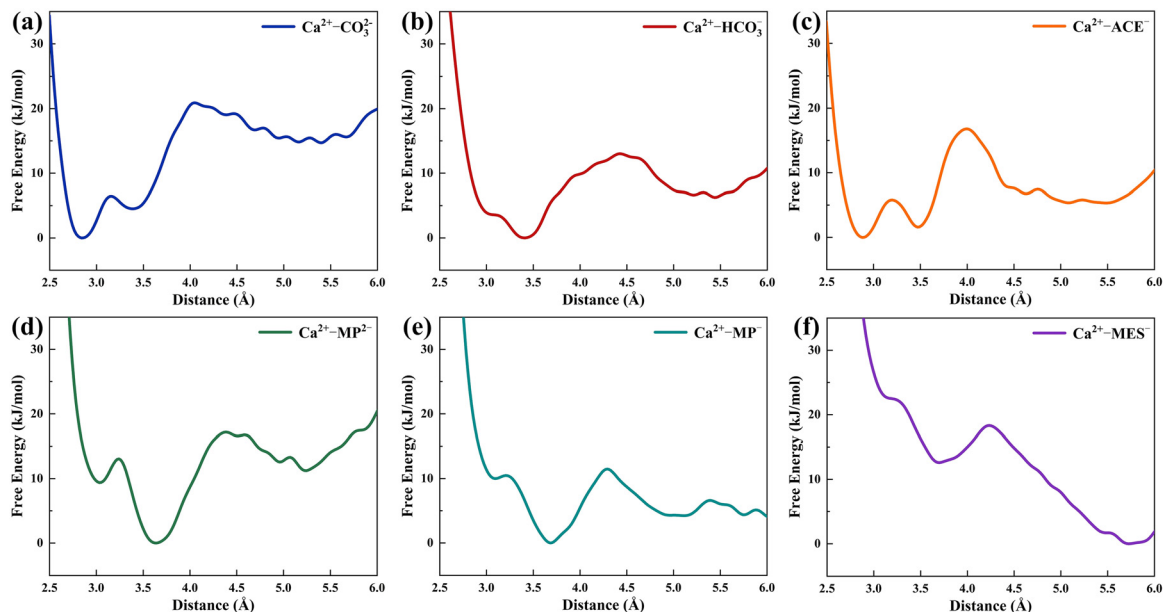 (a)
Ca²⁺−CO₃²⁻
Free Energy (kJ/mol)
30
20
10
0
2.5 3.0 3.5 4.0 4.5 5.0 5.5 6.0
Distance (Å)
(b)
Ca²⁺−HCO₃⁻
Free Energy (kJ/mol)
30
20
10
0
2.5 3.0 3.5 4.0 4.5 5.0 5.5 6.0
Distance (Å)
(c)
Ca²⁺−ACE⁻
Free Energy (kJ/mol)
30
20
10
0
2.5 3.0 3.5 4.0 4.5 5.0 5.5 6.0
Distance (Å)
(d)
Ca²⁺−MP²⁻
Free Energy (kJ/mol)
30
20
10
0
2.5 3.0 3.5 4.0 4.5 5.0 5.5 6.0
Distance (Å)
(e)
Ca²⁺−MP⁻
Free Energy (kJ/mol)
30
20
10
0
2.5 3.0 3.5 4.0 4.5 5.0 5.5 6.0
Distance (Å)
(f)
Ca²⁺−MES⁻
Free Energy (kJ/mol)
30
20
10
0
2.5 3.0 3.5 4.0 4.5 5.0 5.5 6.0
Distance (Å)